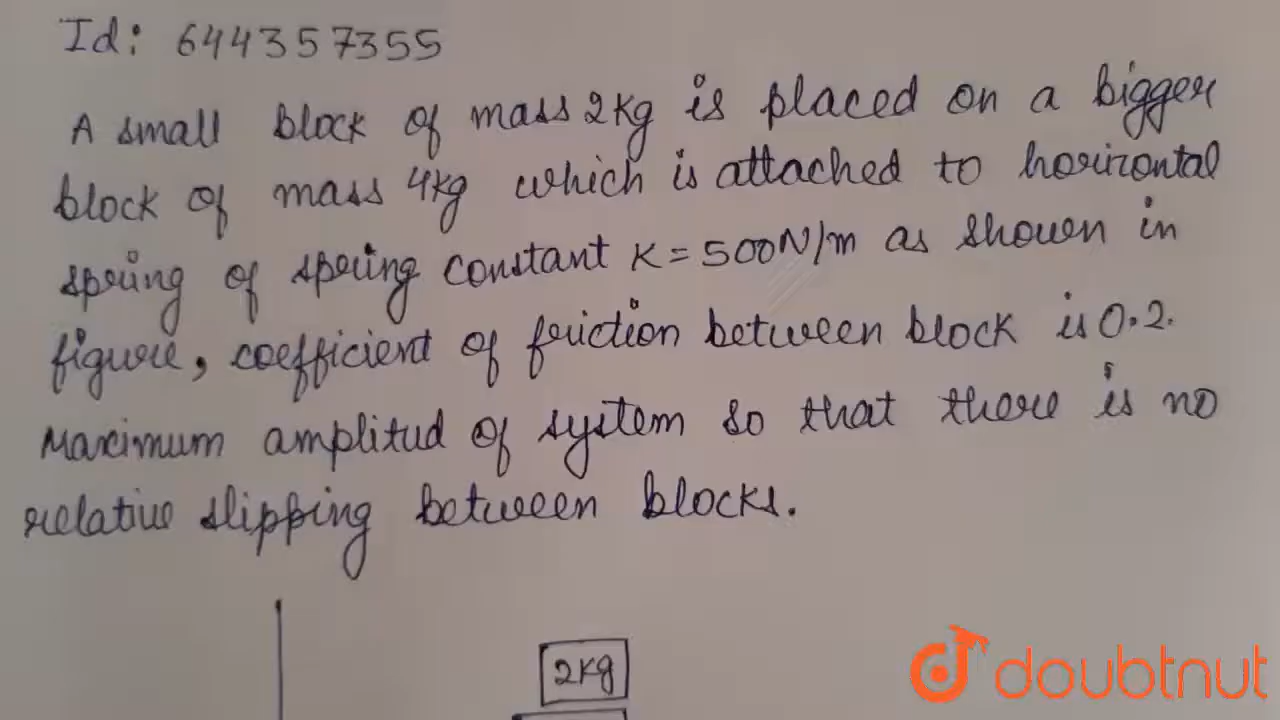 Id: 644357355
A small block of mass 2kg is placed on a bigger
block of mass 4kg which is attached to horizontal
spring of spring constant K = 500N/m as shown in
figure, coefficient of friction between block is 0.2.
Maximum amplitud of system so that there is no
relative slipping between blocks.
2kg
doubtnut